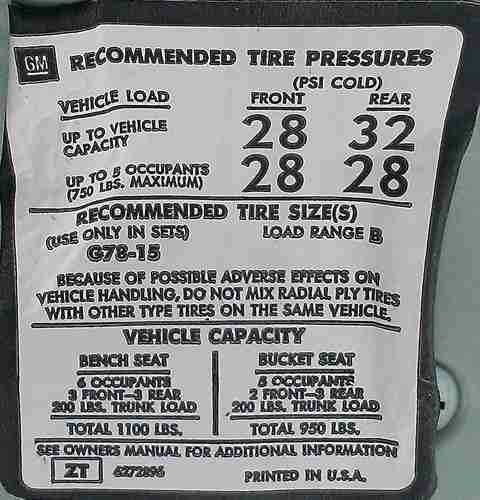 GM RECOMMENDED TIRE PRESSURES
(PSI COLD)
VEHICLE LOAD FRONT REAR
UP TO VEHICLE CAPACITY 28 32
UP TO 5 OCCUPANTS (750 LBS. MAXIMUM) 28 28
RECOMMENDED TIRE SIZE(S)
(USE ONLY IN SETS) LOAD RANGE B
G78-15
BECAUSE OF POSSIBLE ADVERSE EFFECTS ON
VEHICLE HANDLING, DO NOT MIX RADIAL PLY TIRES
WITH OTHER TYPE TIRES ON THE SAME VEHICLE.
VEHICLE CAPACITY
BENCH SEAT BUCKET SEAT
6 OCCUPANTS 5 OCCUPANTS
3 FRONT-3 REAR 2 FRONT-3 REAR
200 LBS. TRUNK LOAD 200 LBS. TRUNK LOAD
TOTAL 1100 LBS. TOTAL 950 LBS.
SEE OWNERS MANUAL FOR ADDITIONAL INFORMATION
ZT 6272896 PRINTED IN U.S.A.